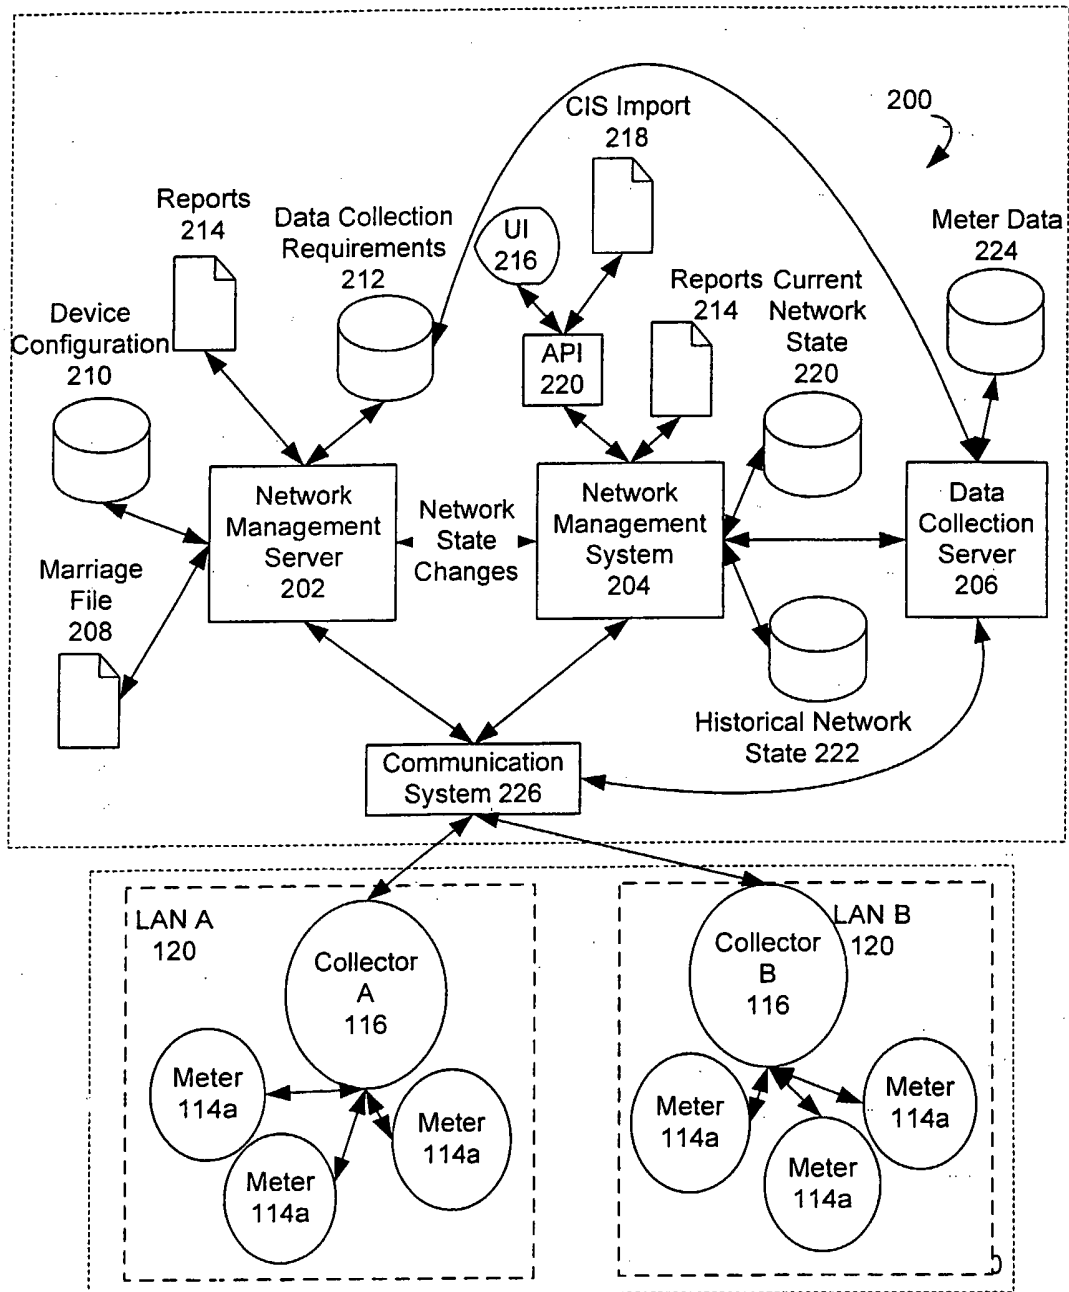 200
CIS Import
218
Reports
214
Data Collection
Requirements
212
UI
216
Meter Data
224
Device
Configuration
210
Reports
214
Current
Network
State
220
API
220
Network
Management
Server
202
Network
State
Changes
Network
Management
System
204
Data
Collection
Server
206
Marriage
File
208
Historical Network
State 222
Communication
System 226
LAN A
120
Collector
A
116
Meter
114a
Meter
114a
Meter
114a
LAN B
120
Collector
B
116
Meter
114a
Meter
114a
Meter
114a